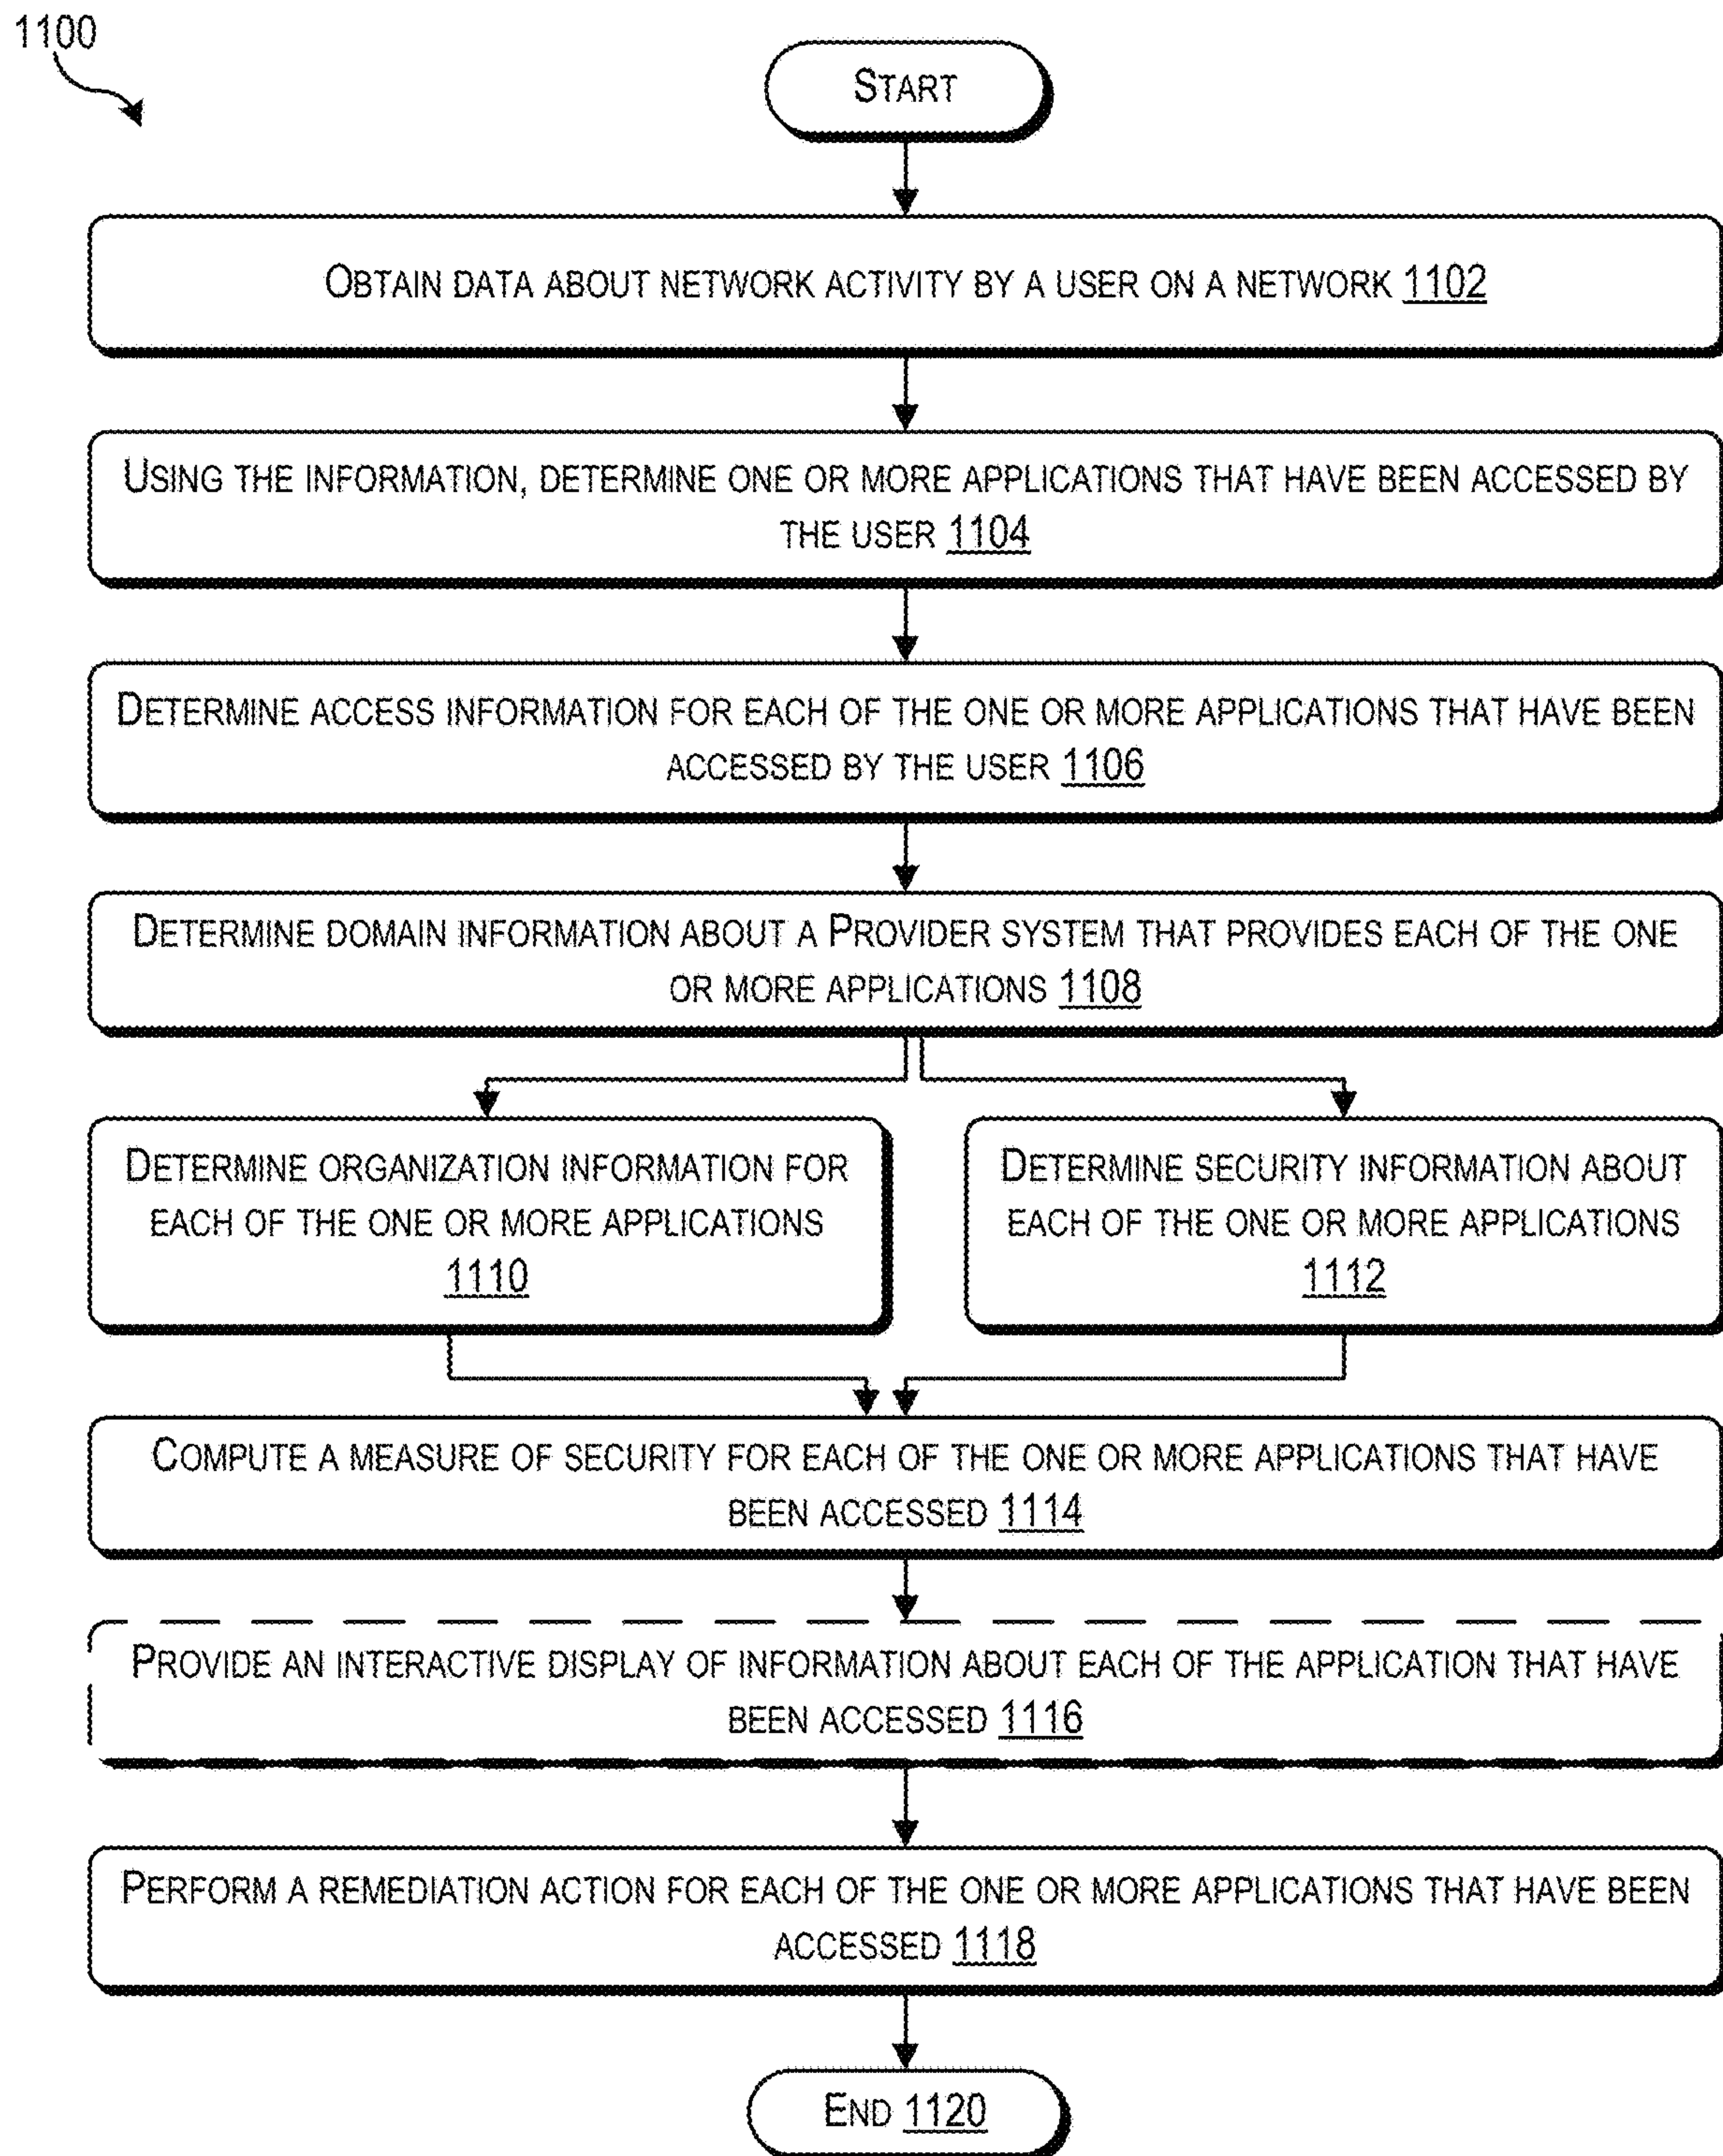 1100
START
OBTAIN DATA ABOUT NETWORK ACTIVITY BY A USER ON A NETWORK 1102
USING THE INFORMATION, DETERMINE ONE OR MORE APPLICATIONS THAT HAVE BEEN ACCESSED BY
THE USER 1104
DETERMINE ACCESS INFORMATION FOR EACH OF THE ONE OR MORE APPLICATIONS THAT HAVE BEEN
ACCESSED BY THE USER 1106
DETERMINE DOMAIN INFORMATION ABOUT A PROVIDER SYSTEM THAT PROVIDES EACH OF THE ONE
OR MORE APPLICATIONS 1108
DETERMINE ORGANIZATION INFORMATION FOR
EACH OF THE ONE OR MORE APPLICATIONS
1110
DETERMINE SECURITY INFORMATION ABOUT
EACH OF THE ONE OR MORE APPLICATIONS
1112
COMPUTE A MEASURE OF SECURITY FOR EACH OF THE ONE OR MORE APPLICATIONS THAT HAVE
BEEN ACCESSED 1114
PROVIDE AN INTERACTIVE DISPLAY OF INFORMATION ABOUT EACH OF THE APPLICATION THAT HAVE
BEEN ACCESSED 1116
PERFORM A REMEDIATION ACTION FOR EACH OF THE ONE OR MORE APPLICATIONS THAT HAVE BEEN
ACCESSED 1118
END 1120